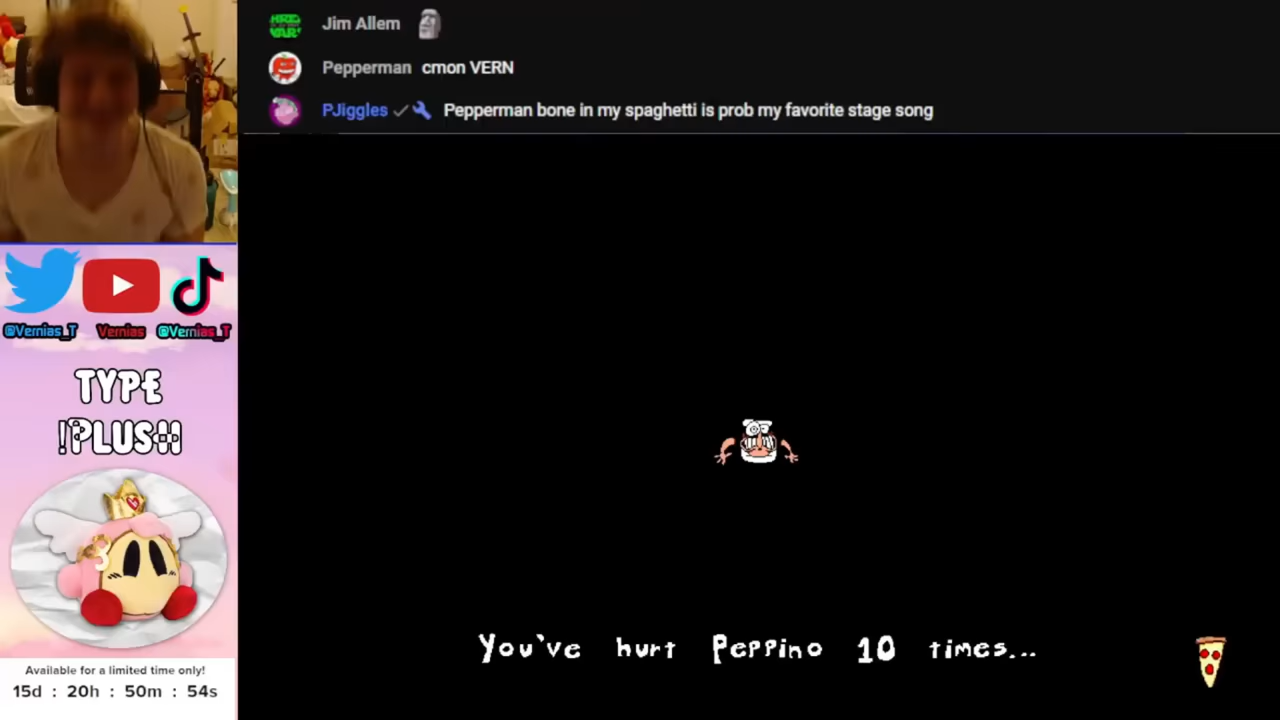 Jim Allem
Pepperman cmon VERN
PJiggles Pepperman bone in my spaghetti is prob my favorite stage song
@Vernias_T Vernias @Vernias_T
TYPE
!PLUSH
You've hurt Peppino 10 times...
Available for a limited time only!
15d : 20h : 50m : 54s